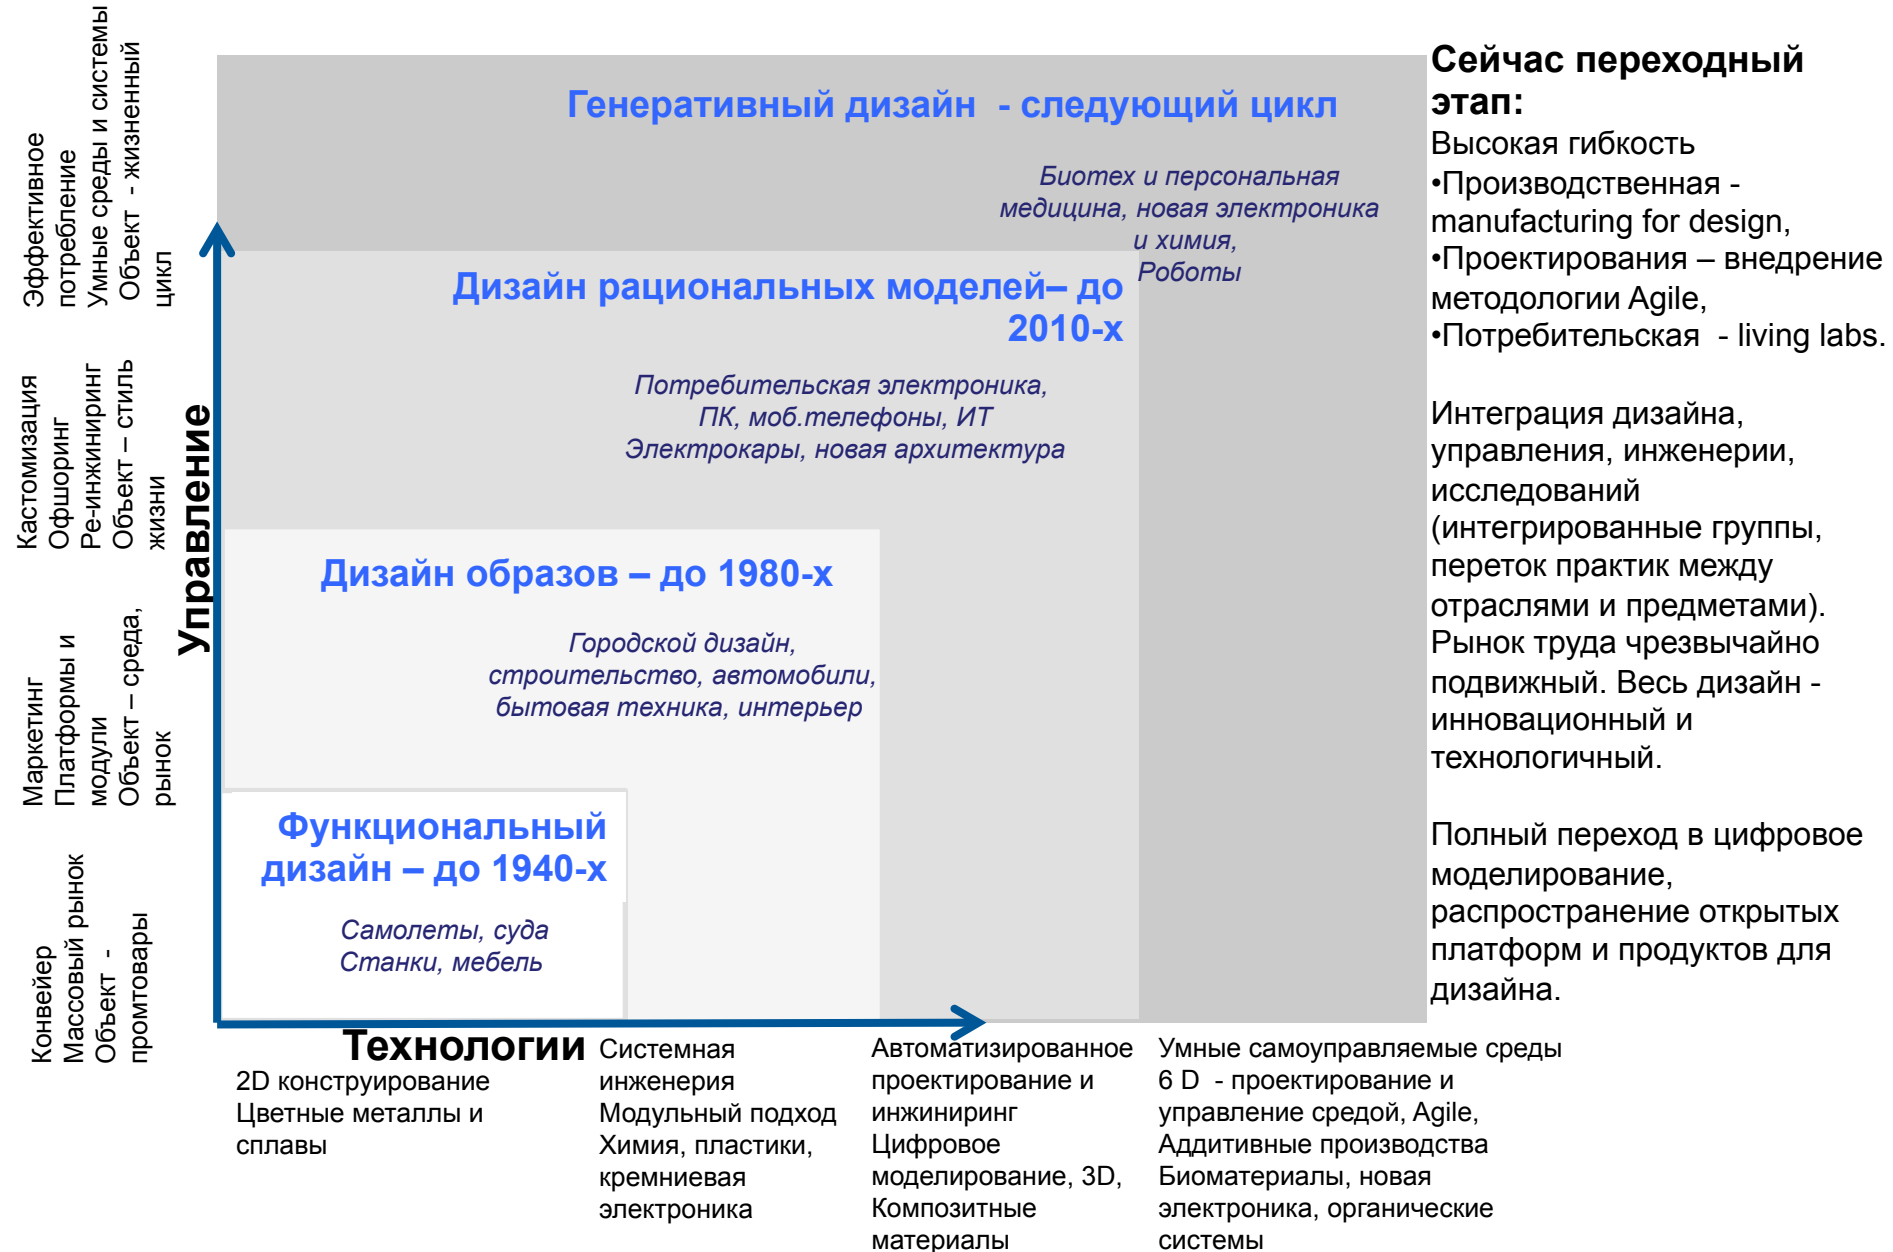 Эффективное
потребление
Умные среды и системы
Объект  - жизненный
цикл
Кастомизация
Офшоринг
Ре-инжиниринг
Объект – стиль
жизни
Маркетинг
Платформы и
модули
Объект – среда,
рынок
Конвейер
Массовый рынок
Объект  -
промтовары
Управление
Генеративный дизайн  - следующий цикл
Биотех и персональная
медицина, новая электроника
и химия,
Роботы
Дизайн рациональных моделей– до
2010-х
Потребительская электроника,
ПК, моб.телефоны, ИТ
Электрокары, новая архитектура
Дизайн образов – до 1980-х
Городской дизайн,
строительство, автомобили,
бытовая техника, интерьер
Функциональный
дизайн – до 1940-х
Самолеты, суда
Станки, мебель
Технологии
2D конструирование
Цветные металлы и
сплавы
Системная
инженерия
Модульный подход
Химия, пластики,
кремниевая
электроника
Автоматизированное
проектирование и
инжиниринг
Цифровое
моделирование, 3D,
Композитные
материалы
Умные самоуправляемые среды
6 D  - проектирование и
управление средой, Agile,
Аддитивные производства
Биоматериалы, новая
электроника, органические
системы
Сейчас переходный
этап:
Высокая гибкость
•Производственная -
manufacturing for design,
•Проектирования – внедрение
методологии Agile,
•Потребительская  - living labs.
Интеграция дизайна,
управления, инженерии,
исследований
(интегрированные группы,
переток практик между
отраслями и предметами).
Рынок труда чрезвычайно
подвижный. Весь дизайн -
инновационный и
технологичный.
Полный переход в цифровое
моделирование,
распространение открытых
платформ и продуктов для
дизайна.